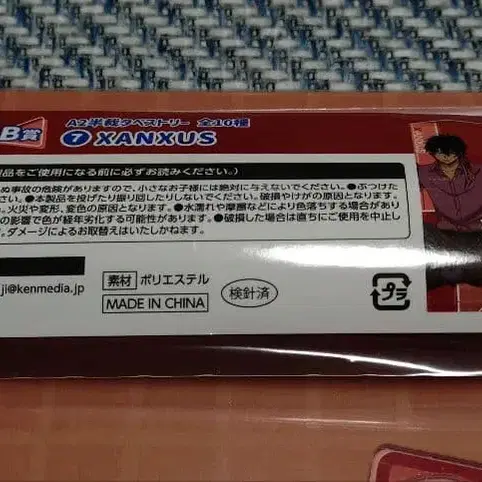 B賞
A2半裁タペストリー 全10種
7 XANXUS
製品をご使用になる前に必ずお読みください。)
ぬ事故の危険がありますので、小さなお子様には絶対に与えないでください。●ぶつけた
さい。●本製品を投げたり振り回したりしないでください。破損やけがの原因となります。
。火災や変形、変色の原因となります。●水濡れや摩擦などにより色落ちする場合があり
の影響で色が経年劣化する可能性があります。●破損した場合は直ちにご使用を中止し
ダメージによるお取替えはいたしかねます。
ji@kenmedia.jp
素材 ポリエステル
MADE IN CHINA
検針済
プラ